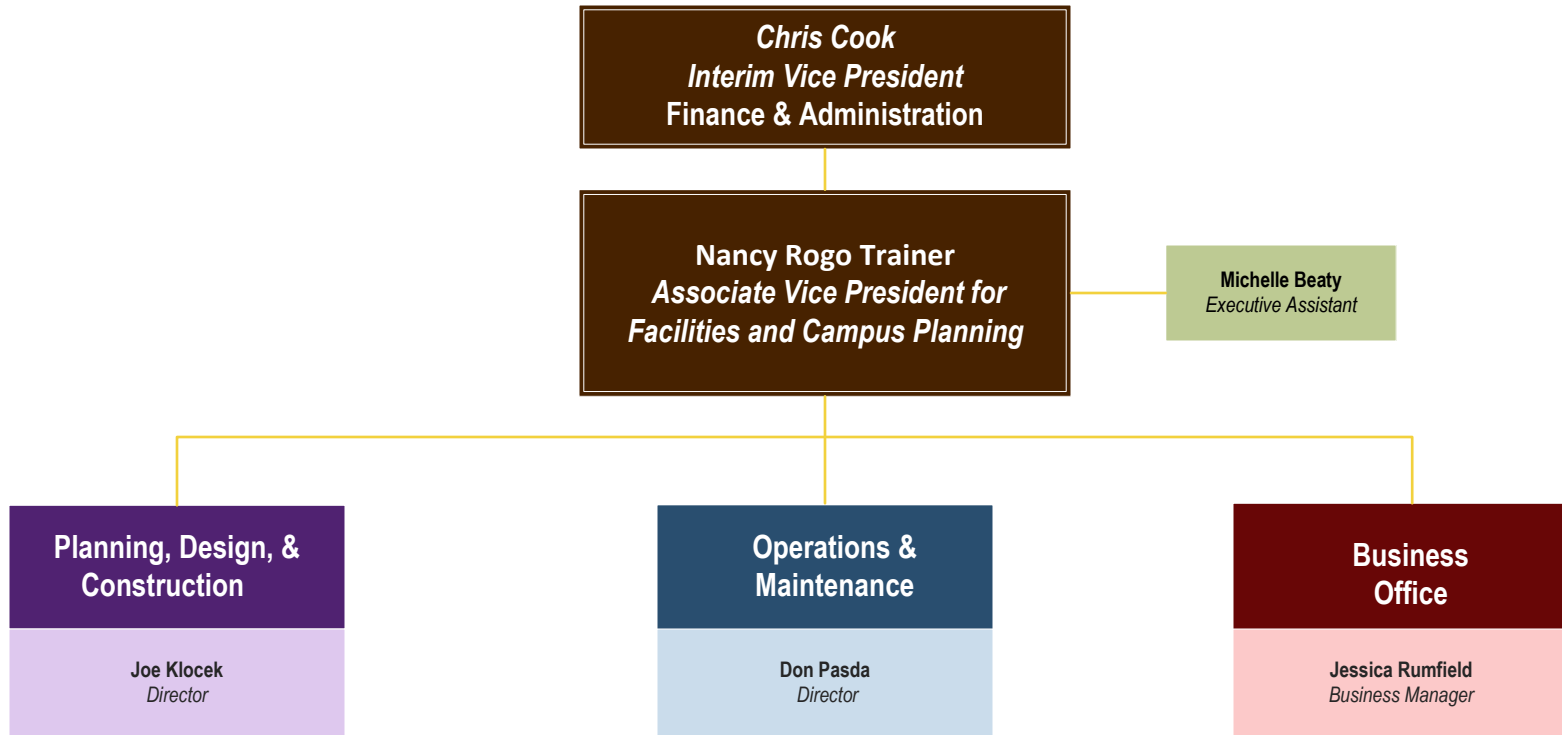 Chris Cook
Interim Vice President
Finance & Administration
Nancy Rogo Trainer
Associate Vice President for
Facilities and Campus Planning
Michelle Beaty
Executive Assistant
Planning, Design, &
Construction
Joe Klocek
Director
Operations &
Maintenance
Don Pasda
Director
Business
Office
Jessica Rumfield
Business Manager